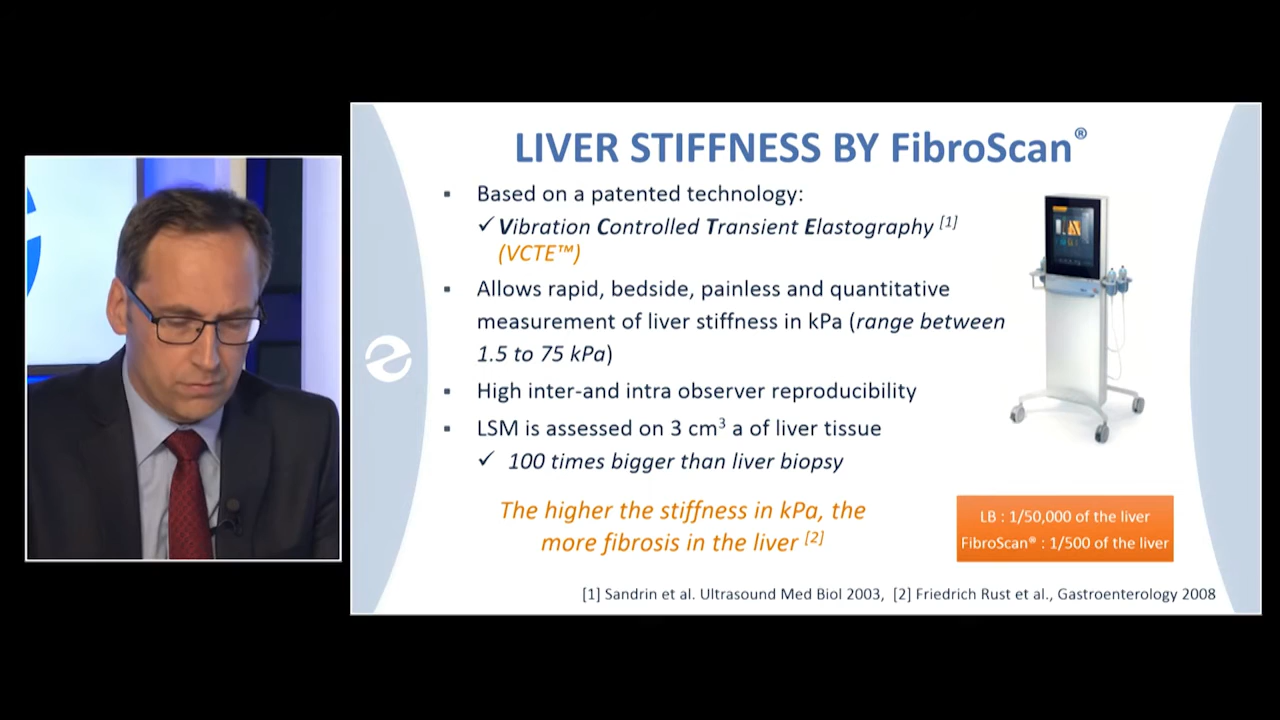 LIVER STIFFNESS BY FibroScan®
▪ Based on a patented technology:
✓ Vibration Controlled Transient Elastography [1]
(VCTE™)
▪ Allows rapid, bedside, painless and quantitative
measurement of liver stiffness in kPa (range between
1.5 to 75 kPa)
▪ High inter-and intra observer reproducibility
▪ LSM is assessed on 3 cm³ a of liver tissue
✓ 100 times bigger than liver biopsy
The higher the stiffness in kPa, the
more fibrosis in the liver [2]
LB : 1/50,000 of the liver
FibroScan® : 1/500 of the liver
[1] Sandrin et al. Ultrasound Med Biol 2003, [2] Friedrich Rust et al., Gastroenterology 2008